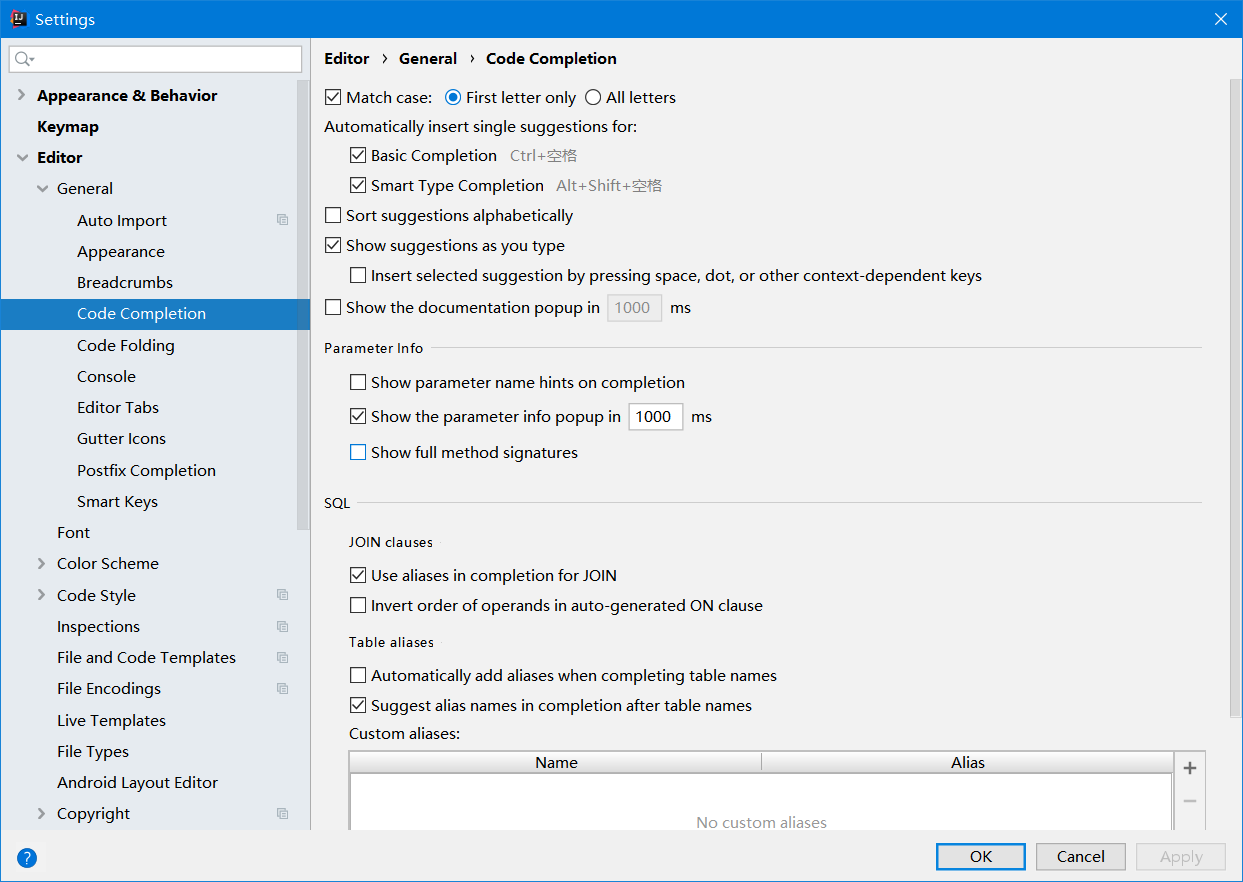 Settings
Appearance & Behavior
Keymap
Editor
General
Auto Import
Appearance
Breadcrumbs
Code Completion
Code Folding
Console
Editor Tabs
Gutter Icons
Postfix Completion
Smart Keys
Font
Color Scheme
Code Style
Inspections
File and Code Templates
File Encodings
Live Templates
File Types
Android Layout Editor
Copyright
Editor › General › Code Completion
Match case: First letter only All letters
Automatically insert single suggestions for:
Basic Completion Ctrl+空格
Smart Type Completion Alt+Shift+空格
Sort suggestions alphabetically
Show suggestions as you type
Insert selected suggestion by pressing space, dot, or other context-dependent keys
Show the documentation popup in 1000 ms
Parameter Info
Show parameter name hints on completion
Show the parameter info popup in 1000 ms
Show full method signatures
SQL
JOIN clauses
Use aliases in completion for JOIN
Invert order of operands in auto-generated ON clause
Table aliases
Automatically add aliases when completing table names
Suggest alias names in completion after table names
Custom aliases:
Name Alias
No custom aliases
? OK Cancel Apply